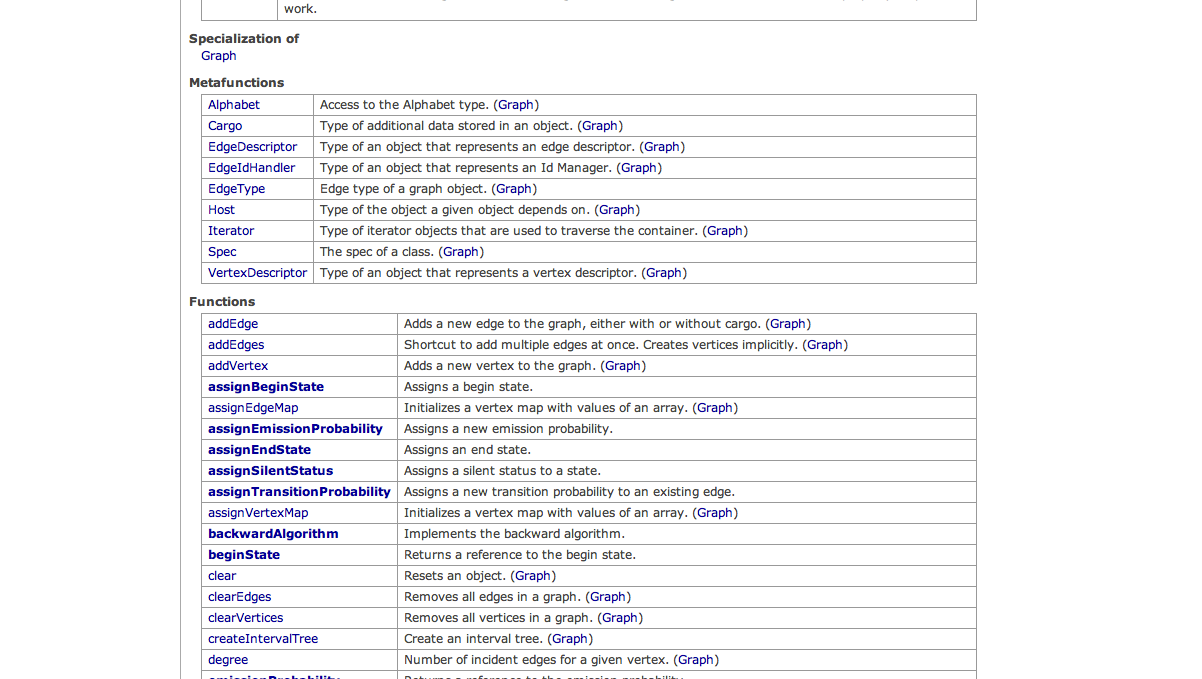 work.
Specialization of
Graph
Metafunctions
Alphabet Access to the Alphabet type. (Graph)
Cargo Type of additional data stored in an object. (Graph)
EdgeDescriptor Type of an object that represents an edge descriptor. (Graph)
EdgeIdHandler Type of an object that represents an Id Manager. (Graph)
EdgeType Edge type of a graph object. (Graph)
Host Type of the object a given object depends on. (Graph)
Iterator Type of iterator objects that are used to traverse the container. (Graph)
Spec The spec of a class. (Graph)
VertexDescriptor Type of an object that represents a vertex descriptor. (Graph)
Functions
addEdge Adds a new edge to the graph, either with or without cargo. (Graph)
addEdges Shortcut to add multiple edges at once. Creates vertices implicitly. (Graph)
addVertex Adds a new vertex to the graph. (Graph)
assignBeginState Assigns a begin state.
assignEdgeMap Initializes a vertex map with values of an array. (Graph)
assignEmissionProbability Assigns a new emission probability.
assignEndState Assigns an end state.
assignSilentStatus Assigns a silent status to a state.
assignTransitionProbability Assigns a new transition probability to an existing edge.
assignVertexMap Initializes a vertex map with values of an array. (Graph)
backwardAlgorithm Implements the backward algorithm.
beginState Returns a reference to the begin state.
clear Resets an object. (Graph)
clearEdges Removes all edges in a graph. (Graph)
clearVertices Removes all vertices in a graph. (Graph)
createIntervalTree Create an interval tree. (Graph)
degree Number of incident edges for a given vertex. (Graph)
emissionProbability Returns a reference to the emission probability.